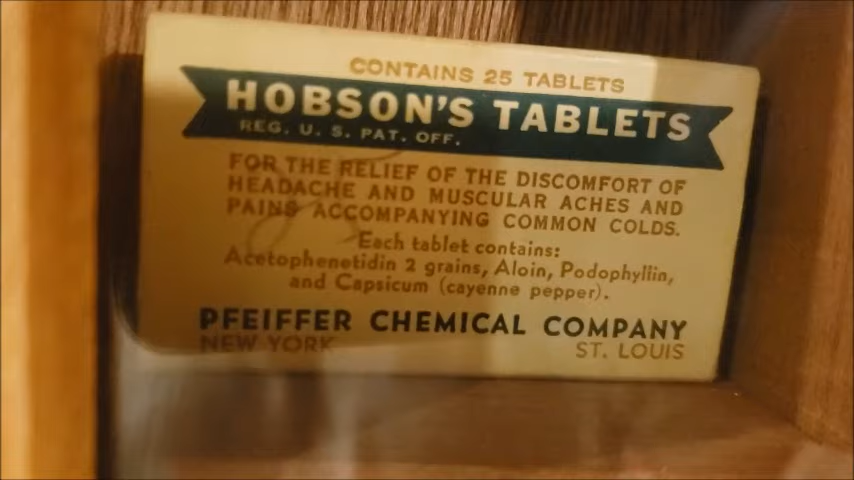 CONTAINS 25 TABLETS
HOBSON'S TABLETS
REG. U. S. PAT. OFF.
FOR THE RELIEF OF THE DISCOMFORT OF
HEADACHE AND MUSCULAR ACHES AND
PAINS ACCOMPANYING COMMON COLDS.
Each tablet contains:
Acetophenetidin 2 grains, Aloin, Podophyllin,
and Capsicum (cayenne pepper).
PFEIFFER CHEMICAL COMPANY
NEW YORK ST. LOUIS